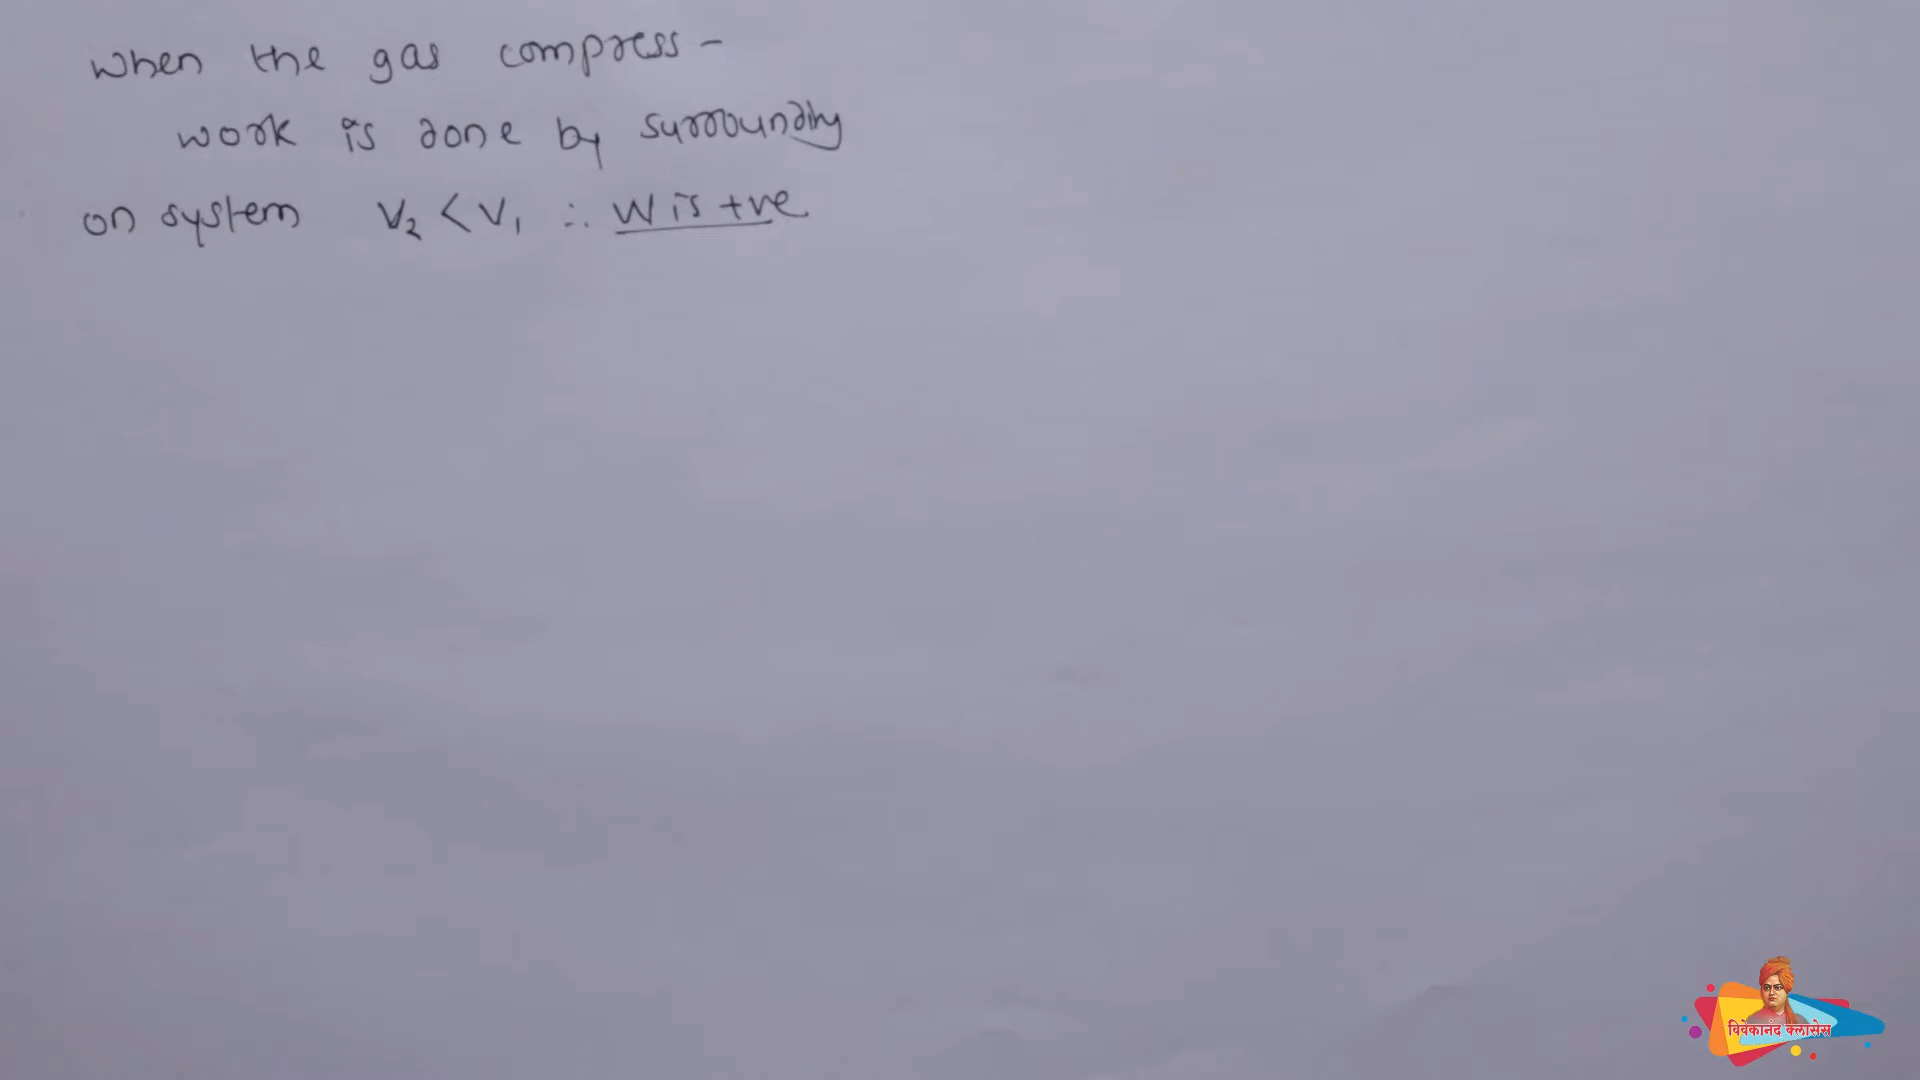 when the gas compress -
work is done by surrounding
on system V₂ < V₁ ∴ W is +ve
विवेकानंद क्लासेस